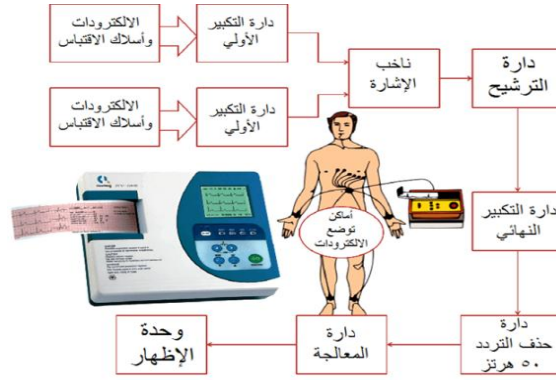 الالكترودات
وأسلاك الاقتباس
دارة التكبير
الأولي
ناخب
الإشارة
دارة
الترشيح
الالكترودات
وأسلاك الاقتباس
دارة التكبير
الأولي
أماكن
توضع
الالكترودات
دارة التكبير
النهائي
دارة
حذف التردد
٥٠ هرتز
دارة
المعالجة
وحدة
الإظهار